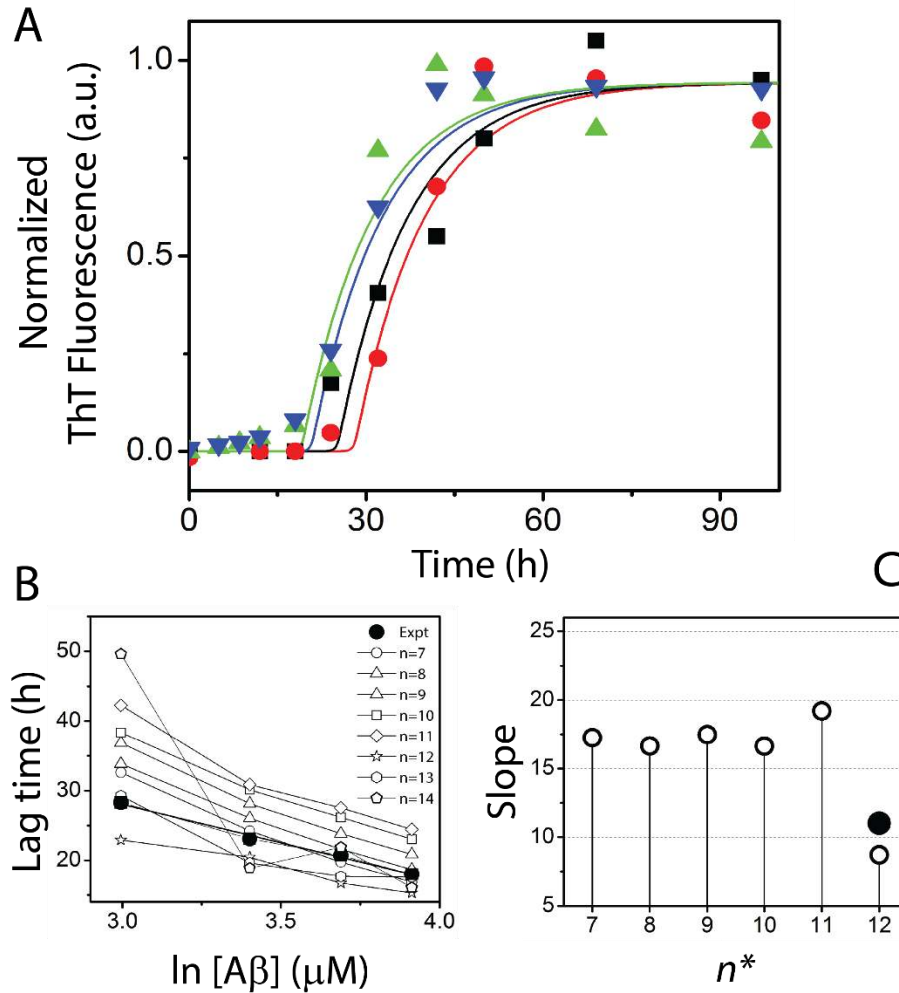 A
Normalized
ThT Fluorescence (a.u.)
1.0
0.5
0.0
0 30 60 90
Time (h)
B
Lag time (h)
50
40
30
20
3.0 3.5 4.0
ln [Aβ] (μM)
Expt
n=7
n=8
n=9
n=10
n=11
n=12
n=13
n=14
C
Slope
25
20
15
10
5
7 8 9 10 11 12
n*